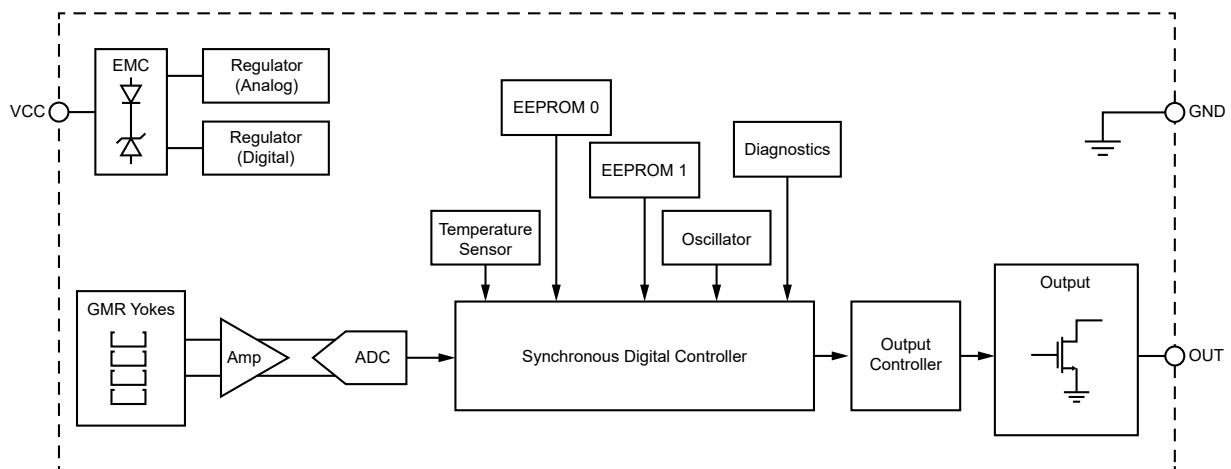 EMC
Regulator
(Analog)
VCC
Regulator
(Digital)
EEPROM 0
GND
EEPROM 1
Diagnostics
Temperature
Sensor
Oscillator
GMR Yokes
Amp
ADC
Synchronous Digital Controller
Output
Controller
Output
OUT